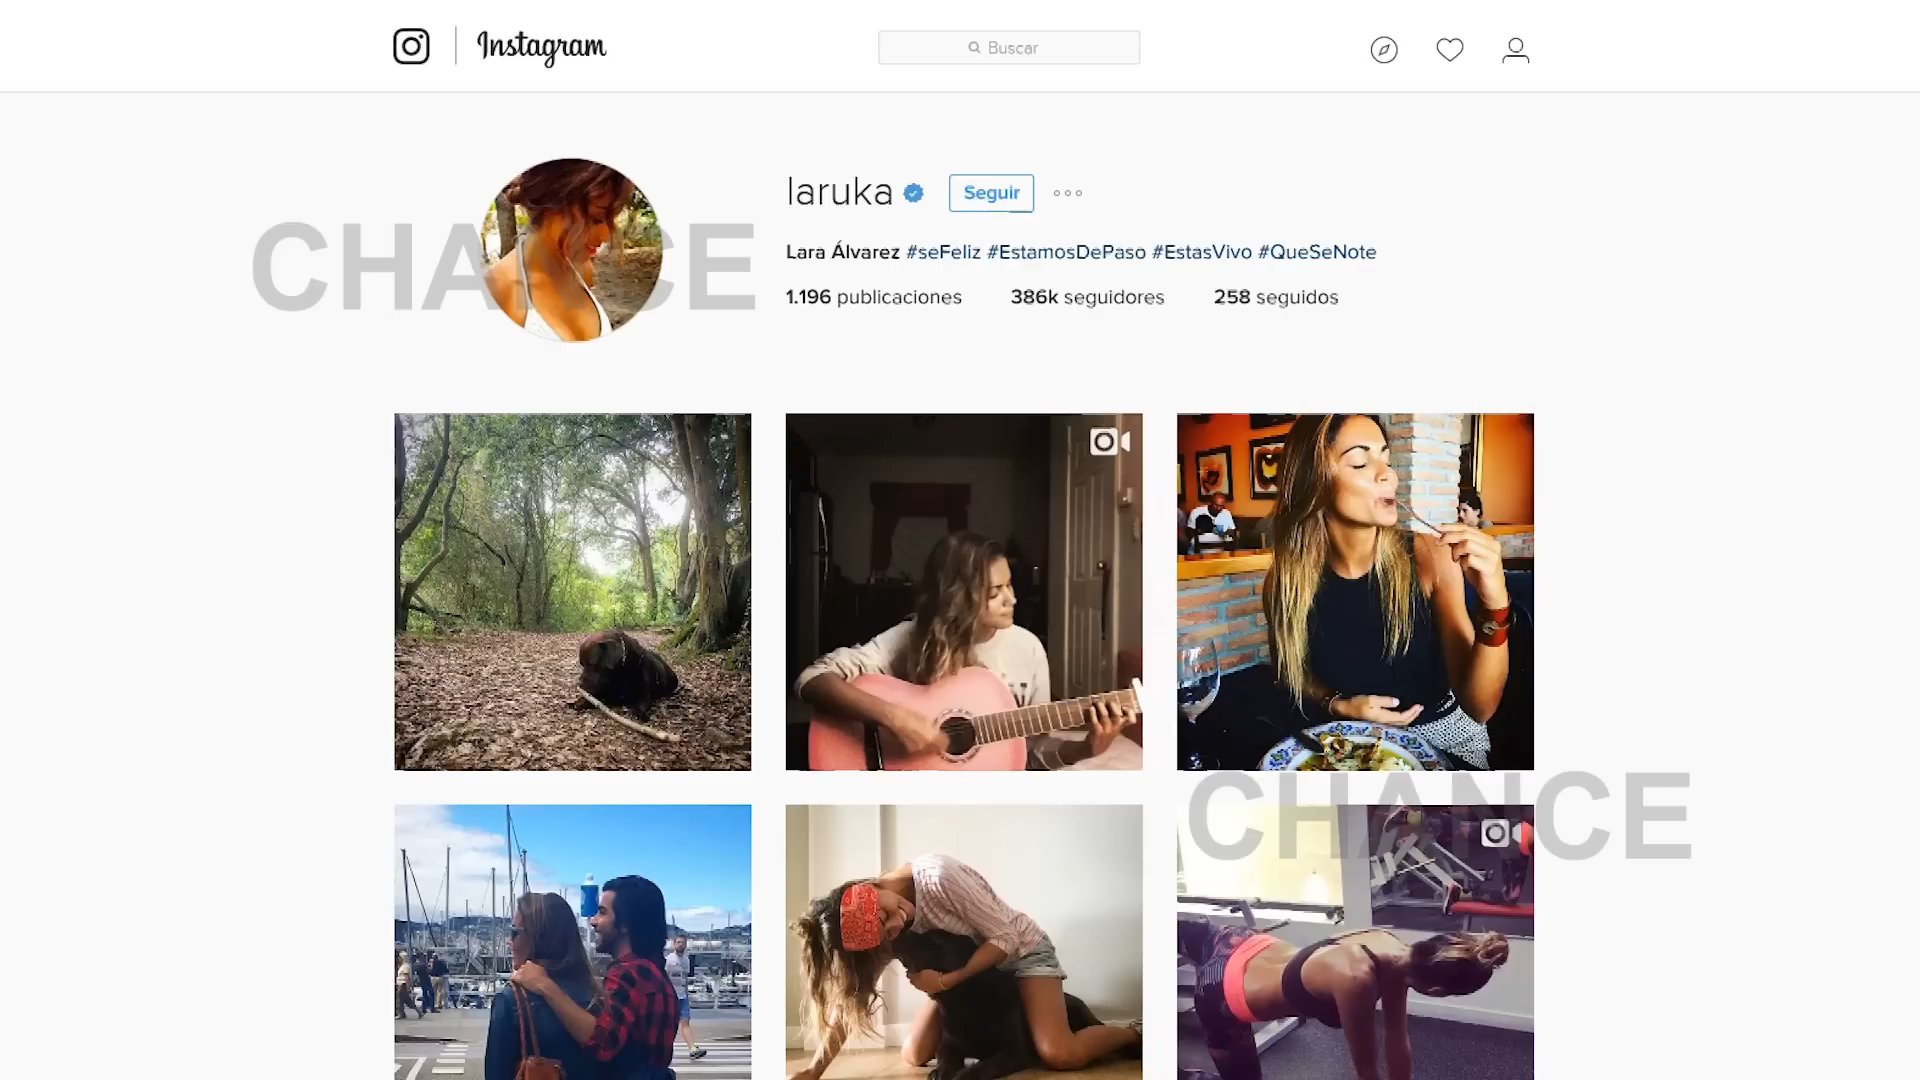 Instagram
Buscar
laruka
Seguir
Lara Álvarez #seFeliz #EstamosDePaso #EstasVivo #QueSeNote
1.196 publicaciones 386k seguidores 258 seguidos
CHANCE
CHANCE